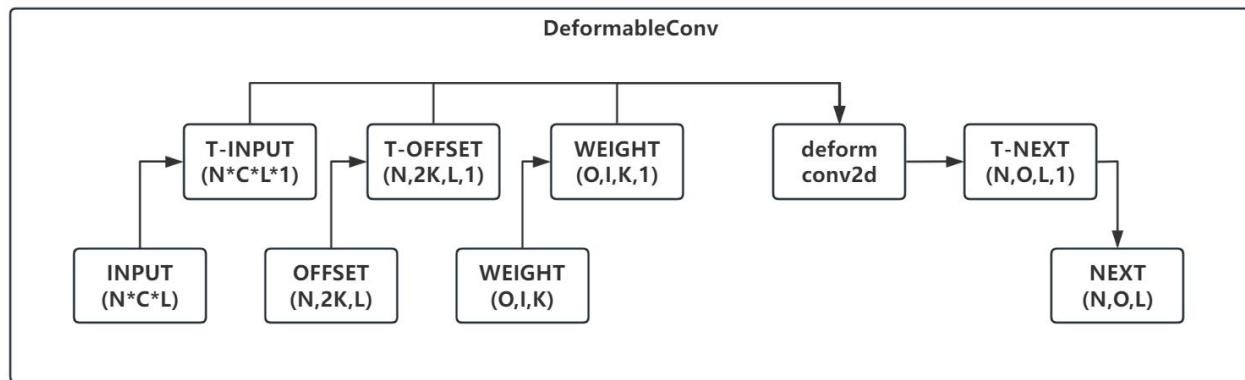 DeformableConv
T-INPUT
(N*C*L*1)
T-OFFSET
(N,2K,L,1)
WEIGHT
(O,I,K,1)
deform
conv2d
T-NEXT
(N,O,L,1)
INPUT
(N*C*L)
OFFSET
(N,2K,L)
WEIGHT
(O,I,K)
NEXT
(N,O,L)